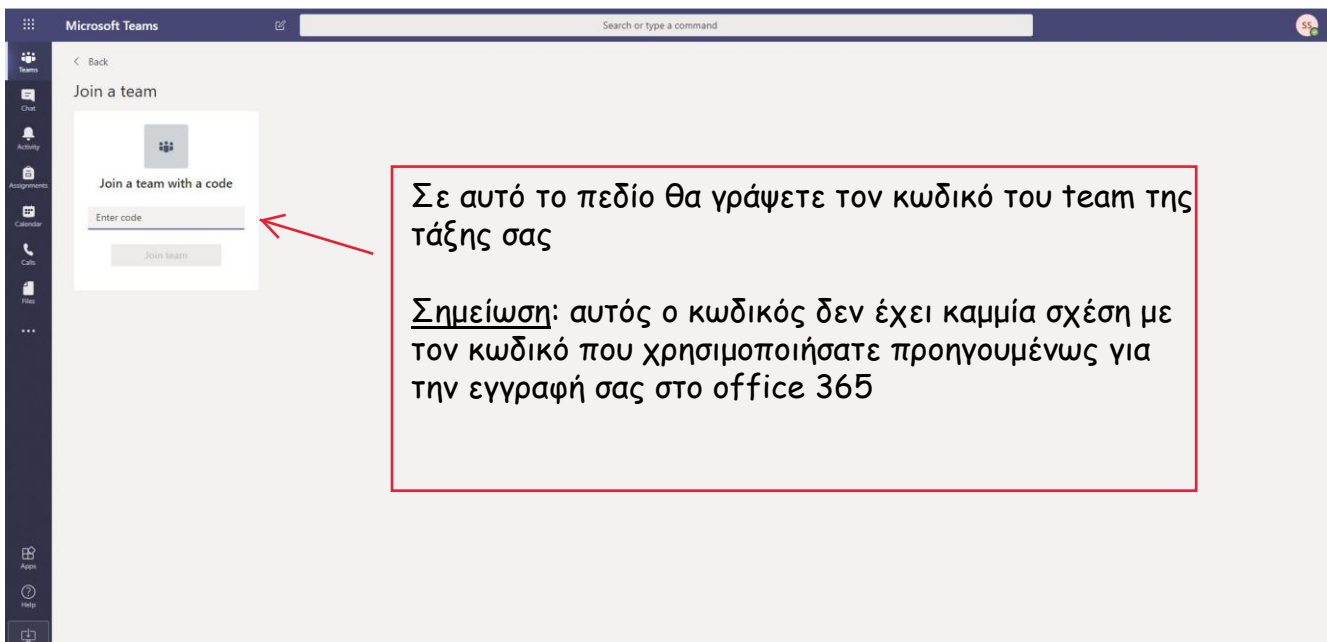 Microsoft Teams
Search or type a command
SS
Teams
Back
Join a team
Chat
Activity
Assignments
Join a team with a code
Enter code
Calendar
Join team
Calls
Files
Σε αυτό το πεδίο θα γράψετε τον κωδικό του team της
τάξης σας
Σημείωση: αυτός ο κωδικός δεν έχει καμμία σχέση με
τον κωδικό που χρησιμοποιήσατε προηγουμένως για
την εγγραφή σας στο office 365
Apps
Help